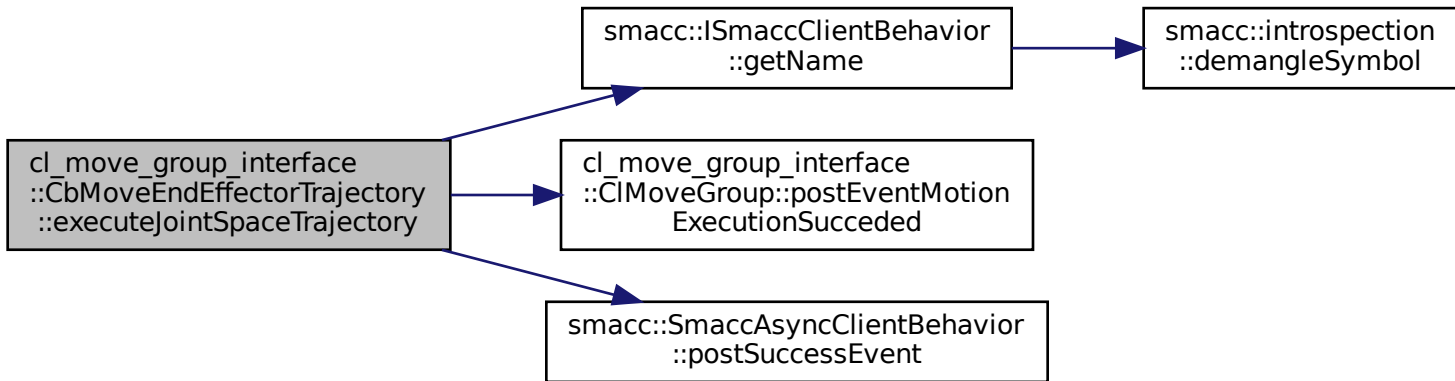 smacc::ISmaccClientBehavior
::getName
smacc::introspection
::demangleSymbol
cl_move_group_interface
::CbMoveEndEffectorTrajectory
::executeJointSpaceTrajectory
cl_move_group_interface
::ClMoveGroup::postEventMotion
ExecutionSucceded
smacc::SmaccAsyncClientBehavior
::postSuccessEvent